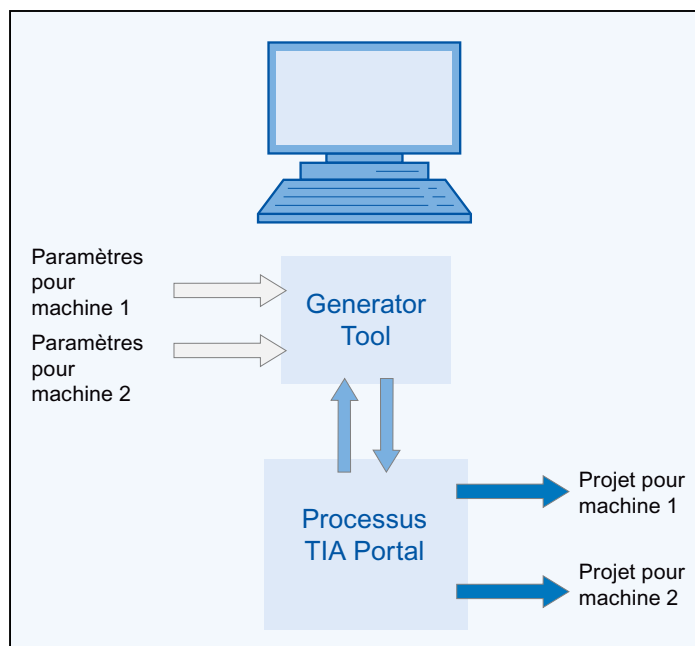 Paramètres
pour
machine 1
Paramètres
pour
machine 2
Generator
Tool
Processus
TIA Portal
Projet pour
machine 1
Projet pour
machine 2